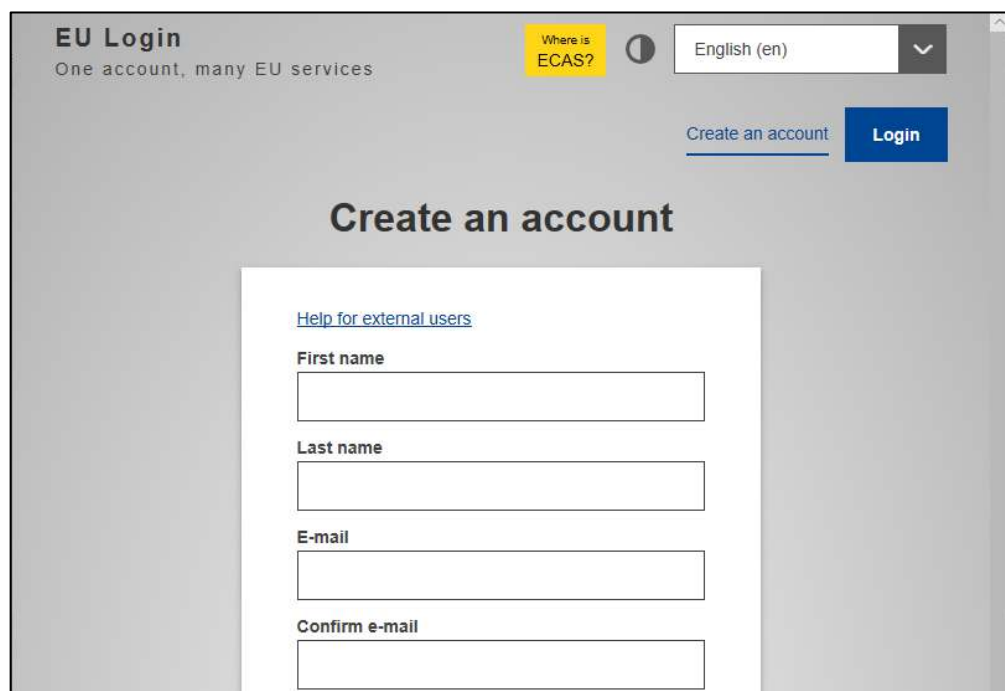 EU Login
One account, many EU services
Where is
ECAS?
English (en)
Create an account
Login
Create an account
Help for external users
First name
Last name
E-mail
Confirm e-mail